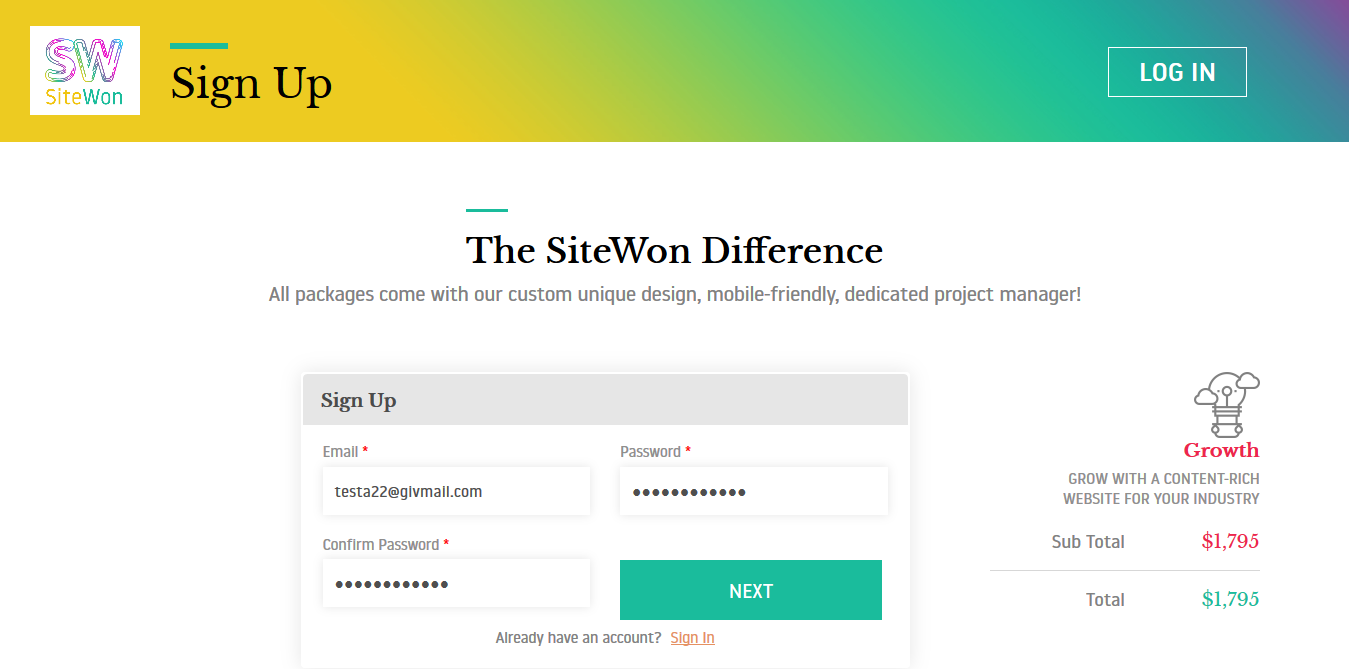 SW
SiteWon
Sign Up
LOG IN
The SiteWon Difference
All packages come with our custom unique design, mobile-friendly, dedicated project manager!
Sign Up
Email *
Password *
testa22@givmail.com
••••••••••••
Confirm Password *
••••••••••••
NEXT
Already have an account? Sign In
Growth
GROW WITH A CONTENT-RICH
WEBSITE FOR YOUR INDUSTRY
Sub Total $1,795
Total $1,795